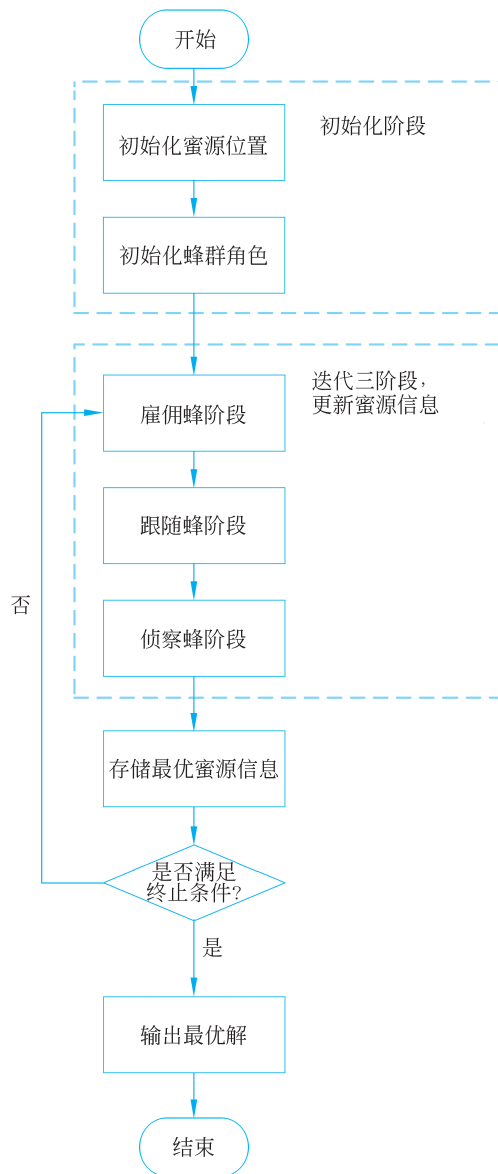 开始
初始化阶段
初始化蜜源位置
初始化蜂群角色
迭代三阶段，
更新蜜源信息
雇佣蜂阶段
跟随蜂阶段
否
侦察蜂阶段
存储最优蜜源信息
是否满足
终止条件?
是
输出最优解
结束